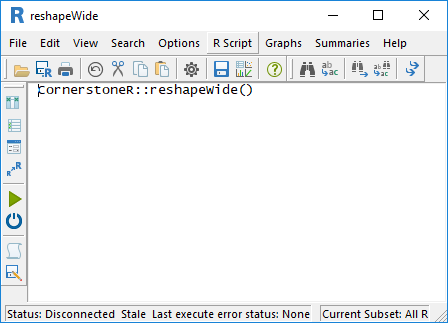 R reshapeWide
File Edit View Search Options R Script Graphs Summaries Help
CornerstoneR::reshapeWide()
Status: Disconnected Stale Last execute error status: None Current Subset: All R